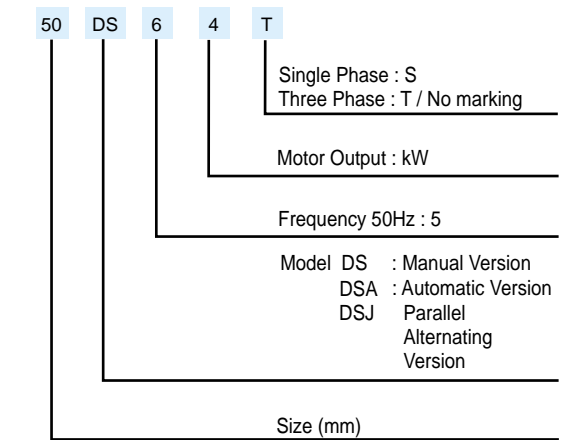 50 DS 6 4 T
Single Phase : S
Three Phase : T / No marking
Motor Output : kW
Frequency 50Hz : 5
Model DS : Manual Version
DSA : Automatic Version
DSJ Parallel
Alternating
Version
Size (mm)